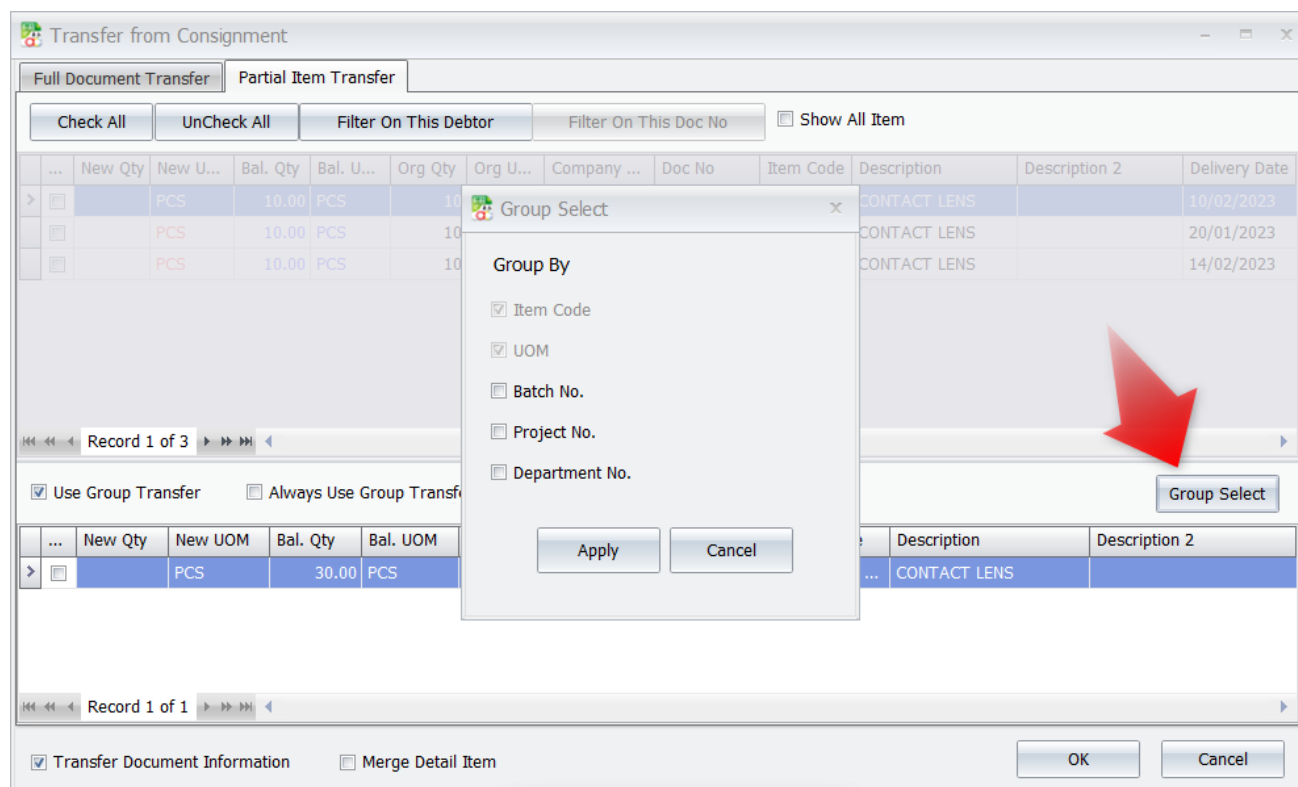 Transfer from Consignment
Full Document Transfer Partial Item Transfer
Check All UnCheck All Filter On This Debtor Filter On This Doc No Show All Item
... New Qty New U... Bal. Qty Bal. U... Org Qty Org U... Company ... Doc No Item Code Description Description 2 Delivery Date
PCS 10.00 PCS 10 CONTACT LENS 10/02/2023
PCS 10.00 PCS 10 CONTACT LENS 20/01/2023
PCS 10.00 PCS 10 CONTACT LENS 14/02/2023
Group Select
Group By
Item Code
UOM
Batch No.
Project No.
Department No.
Apply Cancel
Record 1 of 3
Use Group Transfer Always Use Group Transf
Group Select
... New Qty New UOM Bal. Qty Bal. UOM Description Description 2
PCS 30.00 PCS ... CONTACT LENS
Record 1 of 1
Transfer Document Information Merge Detail Item OK Cancel